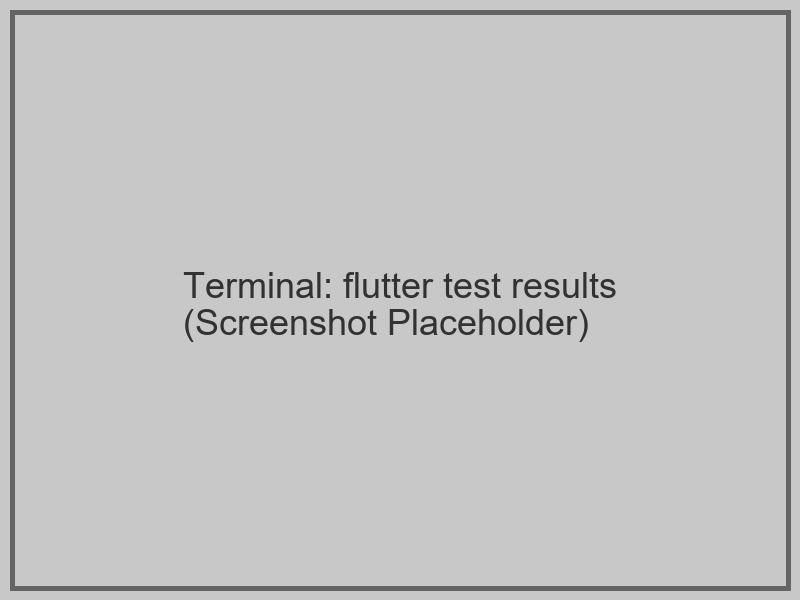 Terminal: flutter test results
(Screenshot Placeholder)